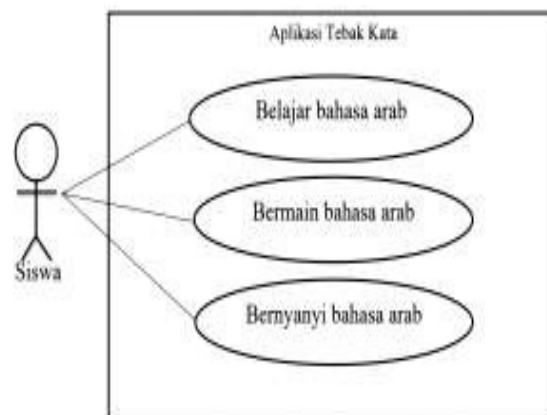 Aplikasi Tebak Kata
Belajar bahasa arab
Bermain bahasa arab
Siswa
Bernyanyi bahasa arab